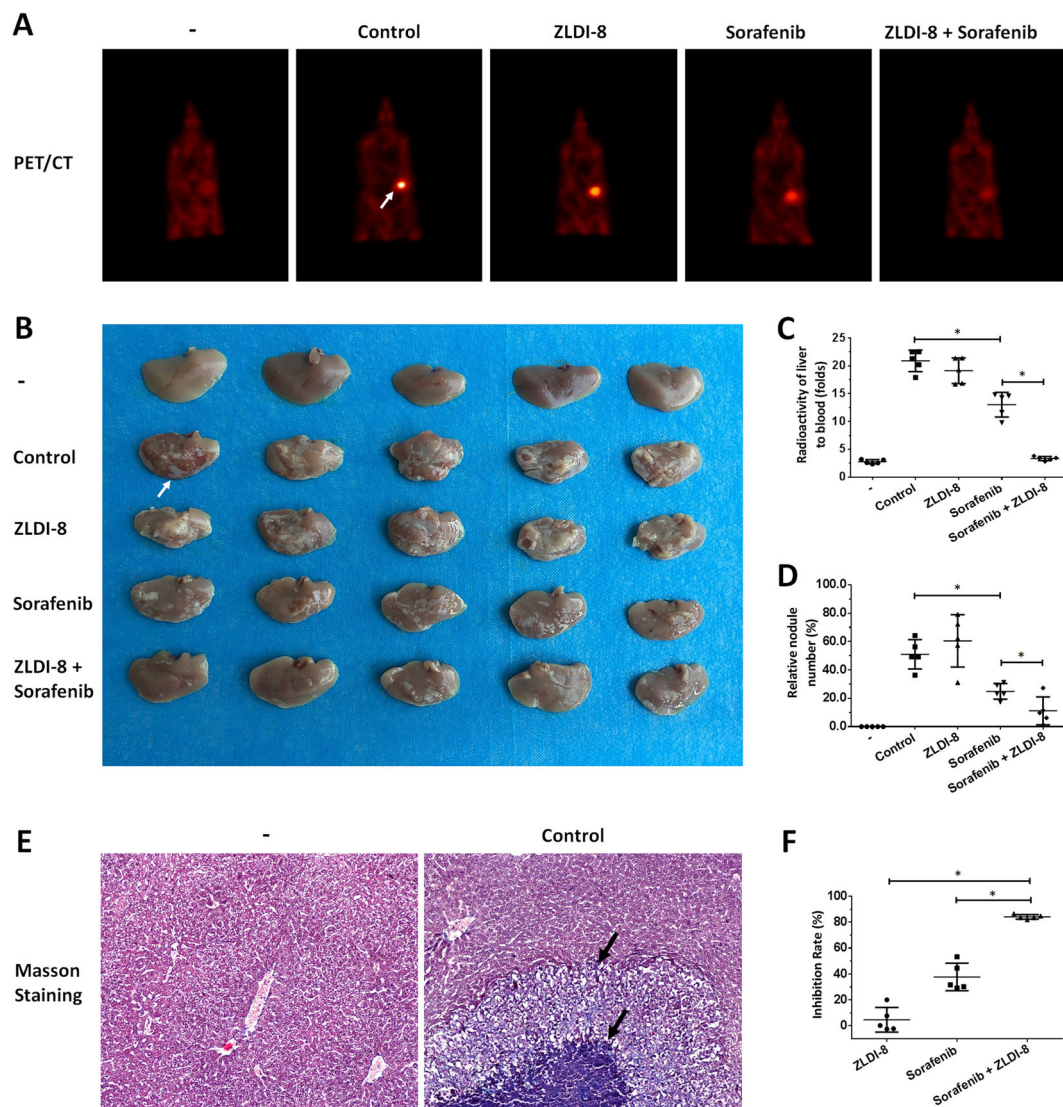 A
-
Control
ZLDI-8
Sorafenib
ZLDI-8 + Sorafenib
PET/CT
B
-
Control
ZLDI-8
Sorafenib
ZLDI-8 +
Sorafenib
C
Radioactivity of liver
to blood (folds)
25
20
15
10
5
0
*
*
-
Control
ZLDI-8
Sorafenib
Sorafenib + ZLDI-8
D
Relative nodule
number (%)
100.0
80.0
60.0
40.0
20.0
0.0
*
*
-
Control
ZLDI-8
Sorafenib
Sorafenib + ZLDI-8
E
-
Control
Masson
Staining
F
Inhibition Rate (%)
100
80
60
40
20
0
*
*
ZLDI-8
Sorafenib
Sorafenib + ZLDI-8